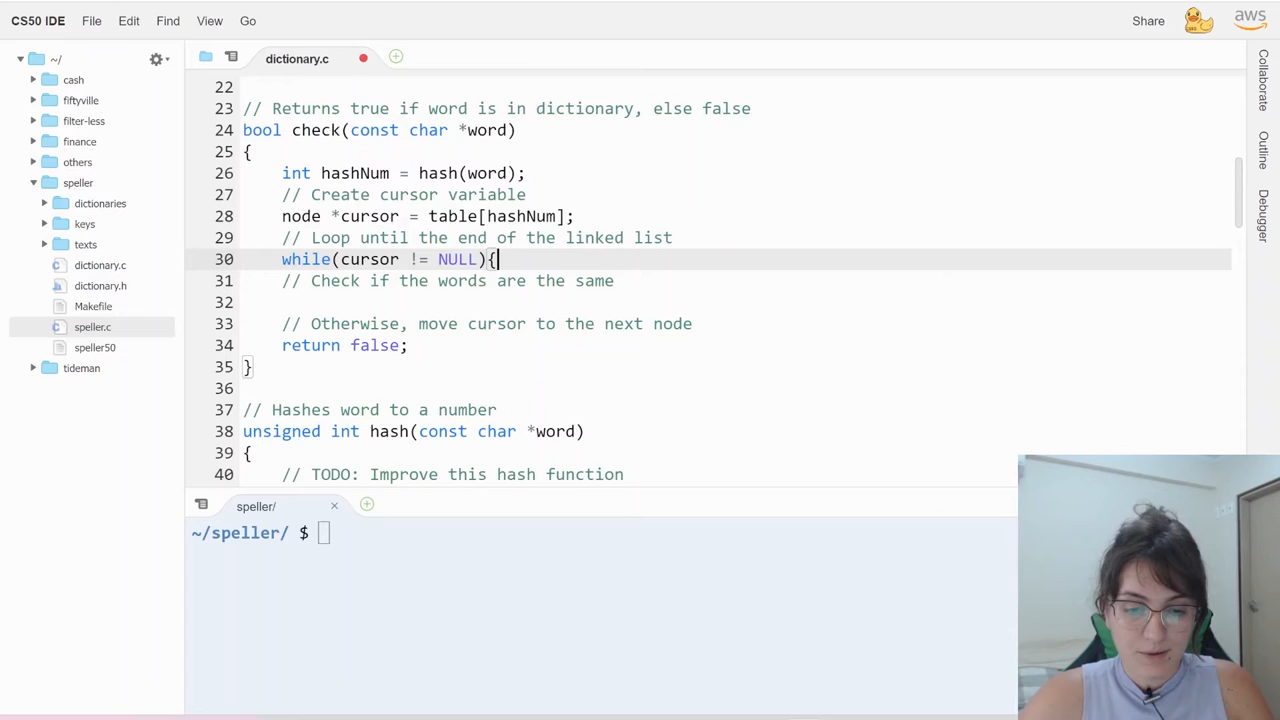 CS50 IDE File Edit Find View Go Share aws
~/
cash
fiftyville
filter-less
finance
others
speller
dictionaries
keys
texts
dictionary.c
dictionary.h
Makefile
speller.c
speller50
tideman
dictionary.c
22
23 // Returns true if word is in dictionary, else false
24 bool check(const char *word)
25 {
26 int hashNum = hash(word);
27 // Create cursor variable
28 node *cursor = table[hashNum];
29 // Loop until the end of the linked list
30 while(cursor != NULL){
31 // Check if the words are the same
32
33 // Otherwise, move cursor to the next node
34 return false;
35 }
36
37 // Hashes word to a number
38 unsigned int hash(const char *word)
39 {
40 // TODO: Improve this hash function
speller/
~/speller/ $
Collaborate
Outline
Debugger